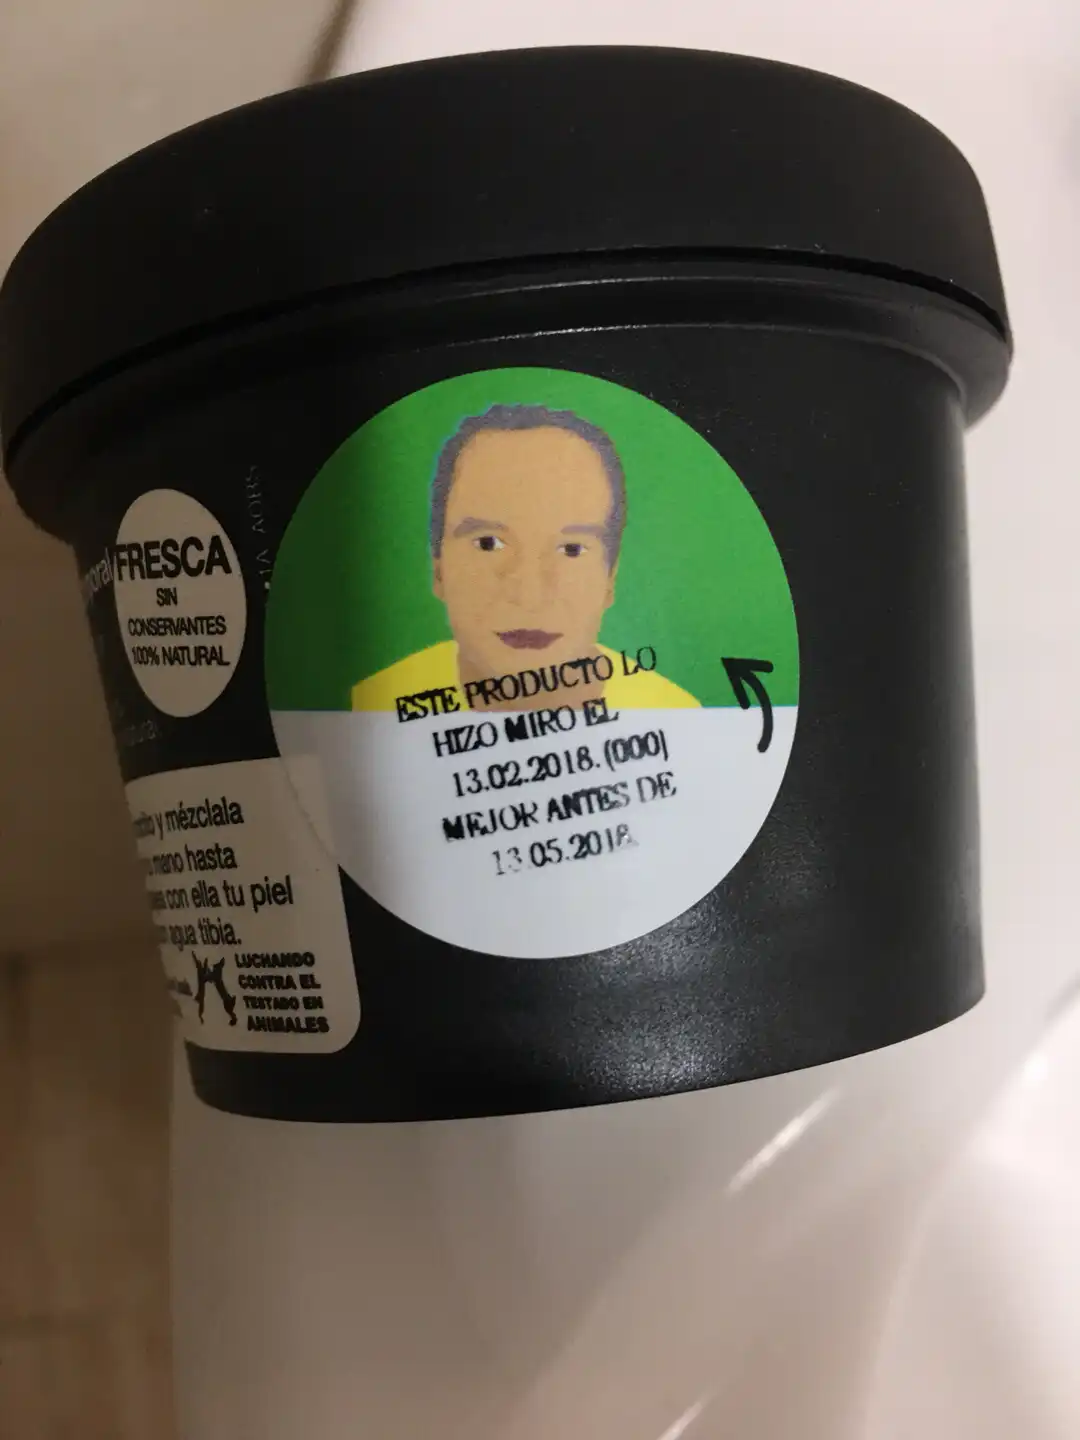 FRESCA
SIN
CONSERVANTES
100% NATURAL
ESTE PRODUCTO LO
HIZO MIRO EL
13.02.2018.(000)
MEJOR ANTES DE
13.05.2018
y mézclala
mano hasta
con ella tu piel
agua tibia.
LUCHANDO
CONTRA EL
TESTADO EN
ANIMALES